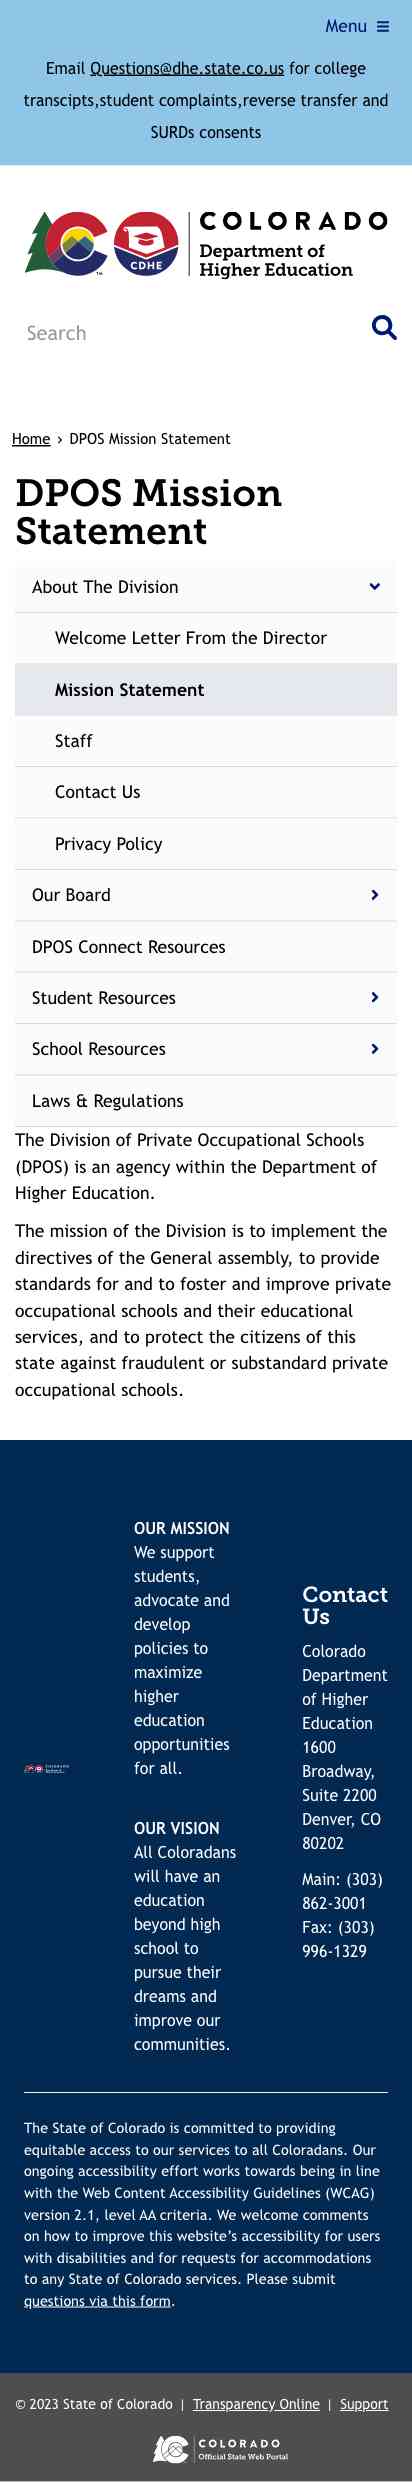 Menu
Email Questions@dhe.state.co.us for college
transcipts,student complaints,reverse transfer and
SURDs consents
COLORADO
Department of
Higher Education
CDHE
TM
Search
Home › DPOS Mission Statement
DPOS Mission
Statement
About The Division
Welcome Letter From the Director
Mission Statement
Staff
Contact Us
Privacy Policy
Our Board
DPOS Connect Resources
Student Resources
School Resources
Laws & Regulations
The Division of Private Occupational Schools
(DPOS) is an agency within the Department of
Higher Education.
The mission of the Division is to implement the
directives of the General assembly, to provide
standards for and to foster and improve private
occupational schools and their educational
services, and to protect the citizens of this
state against fraudulent or substandard private
occupational schools.
OUR MISSION
We support
students,
advocate and
develop
policies to
maximize
higher
education
opportunities
for all.
OUR VISION
All Coloradans
will have an
education
beyond high
school to
pursue their
dreams and
improve our
communities.
Contact
Us
Colorado
Department
of Higher
Education
1600
Broadway,
Suite 2200
Denver, CO
80202
Main: (303)
862-3001
Fax: (303)
996-1329
The State of Colorado is committed to providing
equitable access to our services to all Coloradans. Our
ongoing accessibility effort works towards being in line
with the Web Content Accessibility Guidelines (WCAG)
version 2.1, level AA criteria. We welcome comments
on how to improve this website’s accessibility for users
with disabilities and for requests for accommodations
to any State of Colorado services. Please submit
questions via this form.
© 2023 State of Colorado | Transparency Online | Support
COLORADO
Official State Web Portal